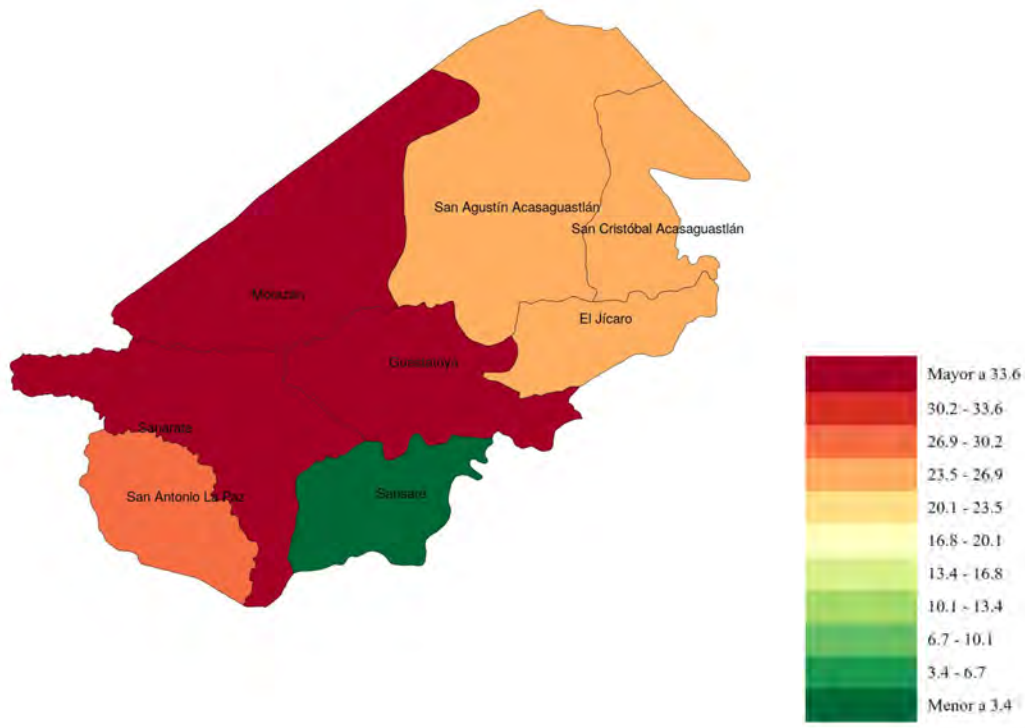 San Agustín Acasaguastlán
San Cristóbal Acasaguastlán
Morazán
El Jícaro
Guastatoya
Sanarate
San Antonio La Paz
Sansare
Mayor a 33.6
30.2 - 33.6
26.9 - 30.2
23.5 - 26.9
20.1 - 23.5
16.8 - 20.1
13.4 - 16.8
10.1 - 13.4
6.7 - 10.1
3.4 - 6.7
Menor a 3.4